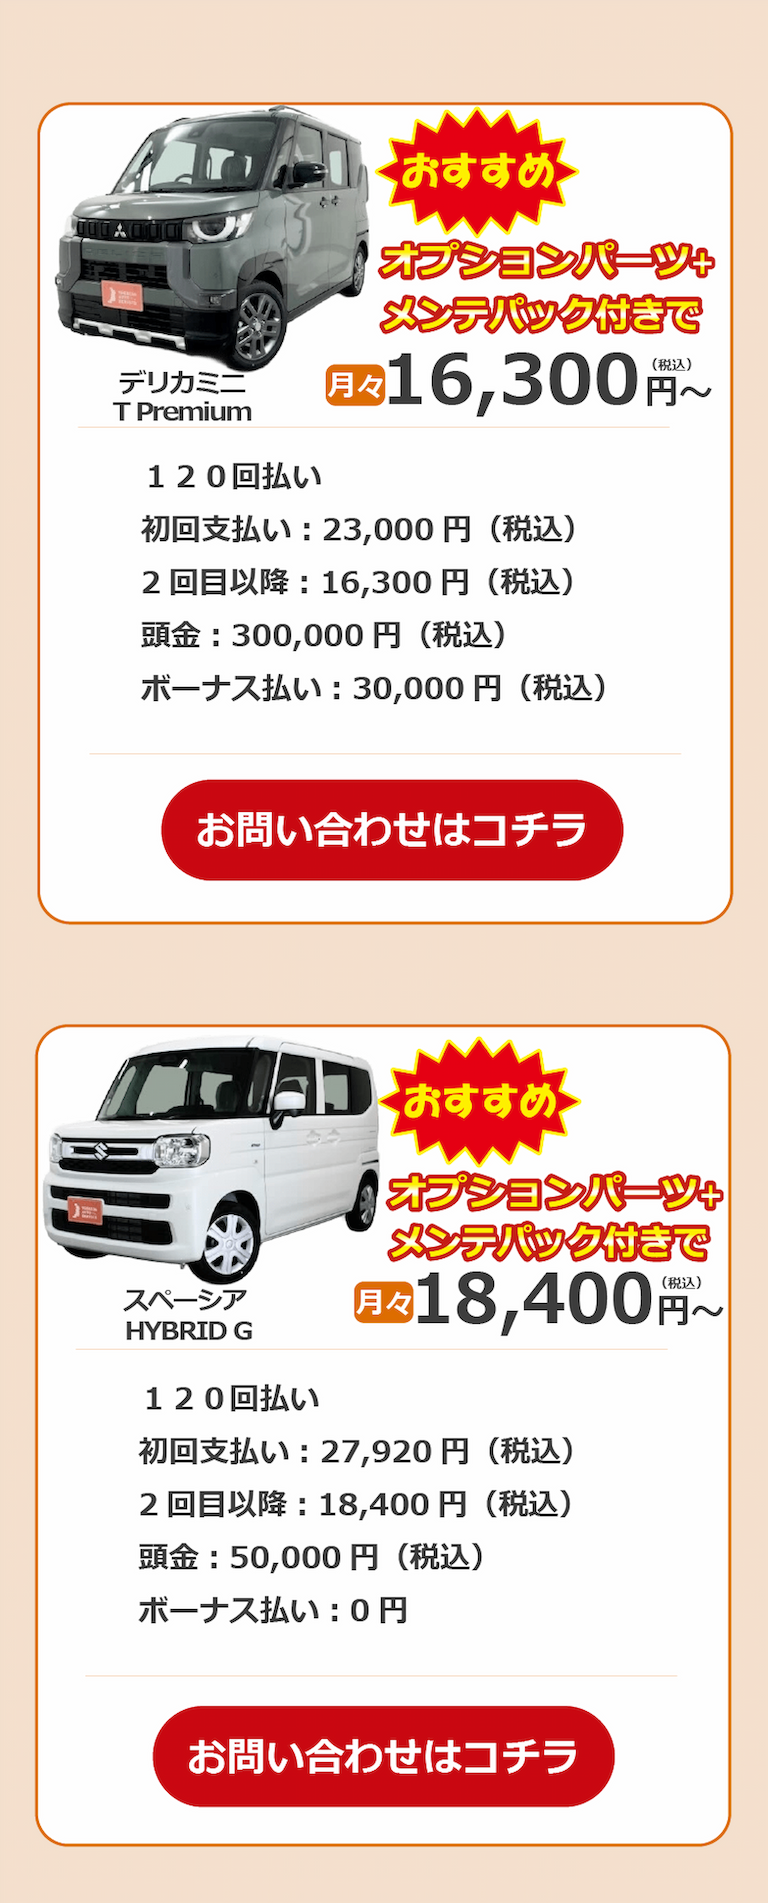 おすすめ
オプションパーツ+
メンテパック付きで
デリカミニ
T Premium
月々16,300円〜（税込）
１２０回払い
初回支払い：23,000 円（税込）
2 回目以降：16,300 円（税込）
頭金：300,000 円（税込）
ボーナス払い：30,000 円（税込）
お問い合わせはコチラ
おすすめ
オプションパーツ+
メンテパック付きで
スペーシア
HYBRID G
月々18,400円〜（税込）
１２０回払い
初回支払い：27,920 円（税込）
2 回目以降：18,400 円（税込）
頭金：50,000 円（税込）
ボーナス払い：0 円
お問い合わせはコチラ